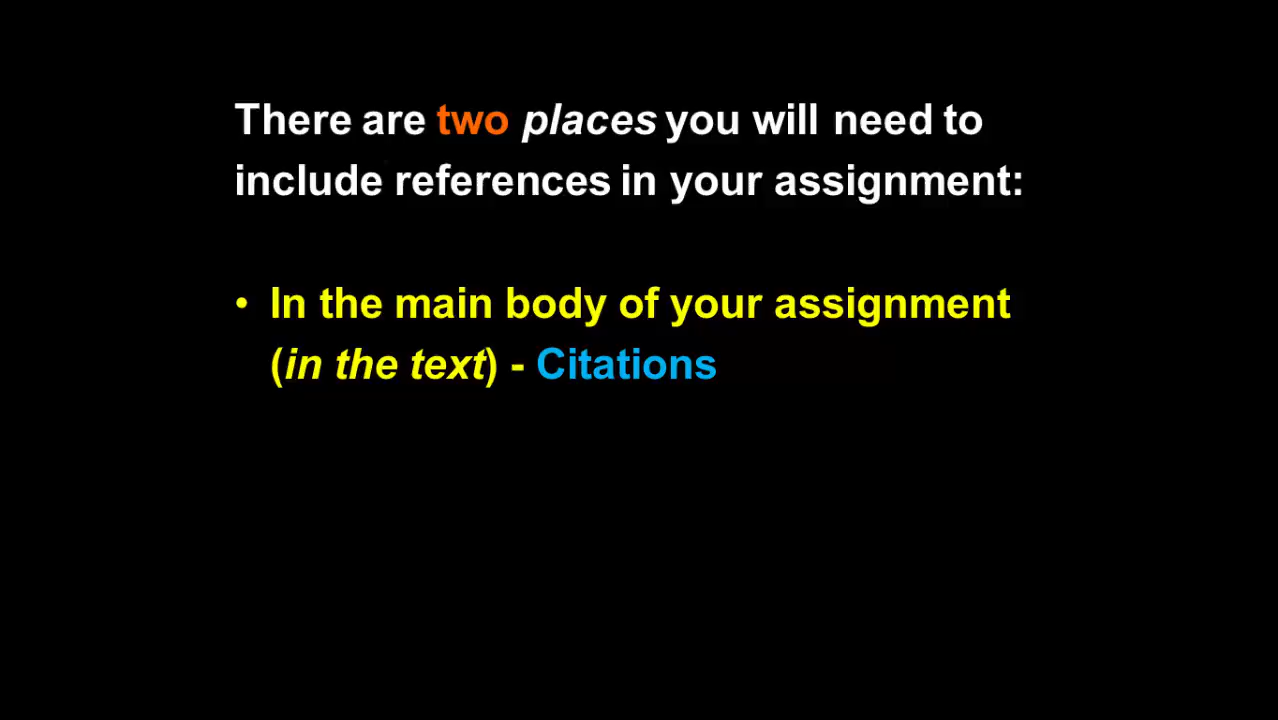 There are two places you will need to
include references in your assignment:
• In the main body of your assignment
(in the text) - Citations